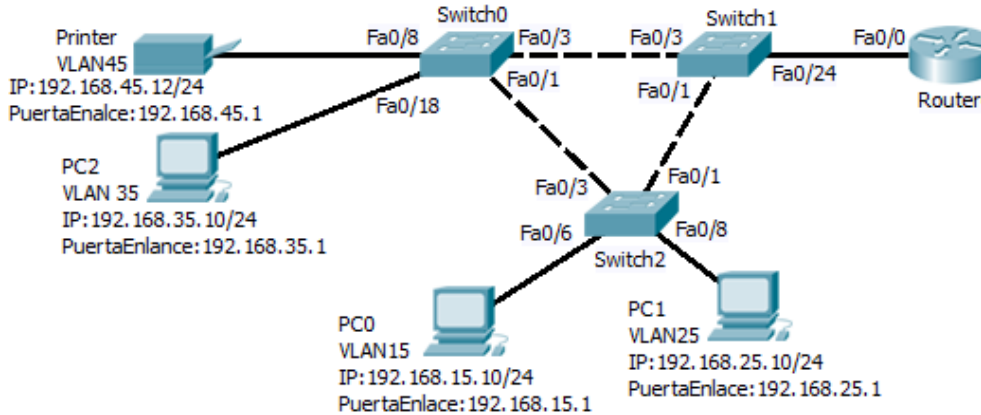 Switch0
Switch1
Printer
VLAN45
IP:192.168.45.12/24
PuertaEnalce:192.168.45.1
Fa0/8
Fa0/3
Fa0/3
Fa0/0
Fa0/1
Fa0/1
Fa0/24
Router
Fa0/18
PC2
VLAN 35
IP:192.168.35.10/24
PuertaEnlance:192.168.35.1
Fa0/3
Fa0/1
Fa0/6
Fa0/8
Switch2
PC0
VLAN15
IP:192.168.15.10/24
PuertaEnlace:192.168.15.1
PC1
VLAN25
IP:192.168.25.10/24
PuertaEnlace:192.168.25.1